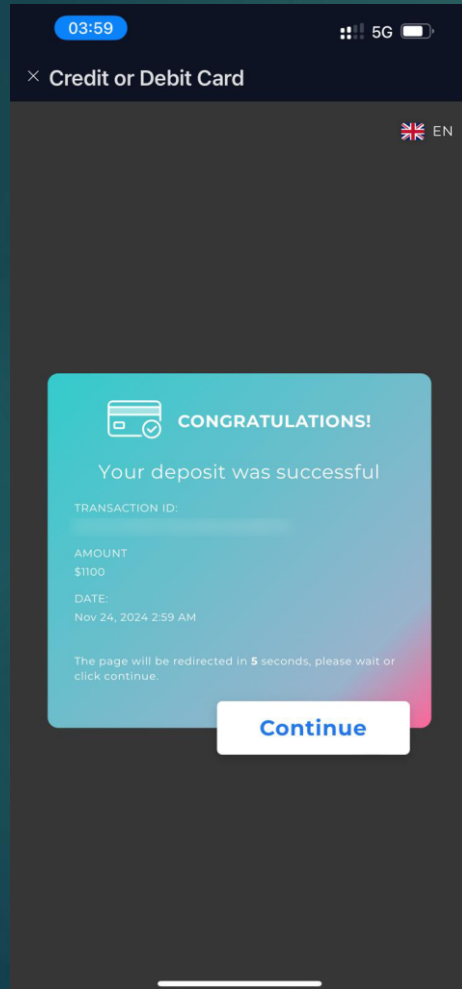 03:59
5G
× Credit or Debit Card
EN
CONGRATULATIONS!
Your deposit was successful
TRANSACTION ID:
AMOUNT
$1100
DATE:
Nov 24, 2024 2:59 AM
The page will be redirected in 5 seconds, please wait or
click continue.
Continue